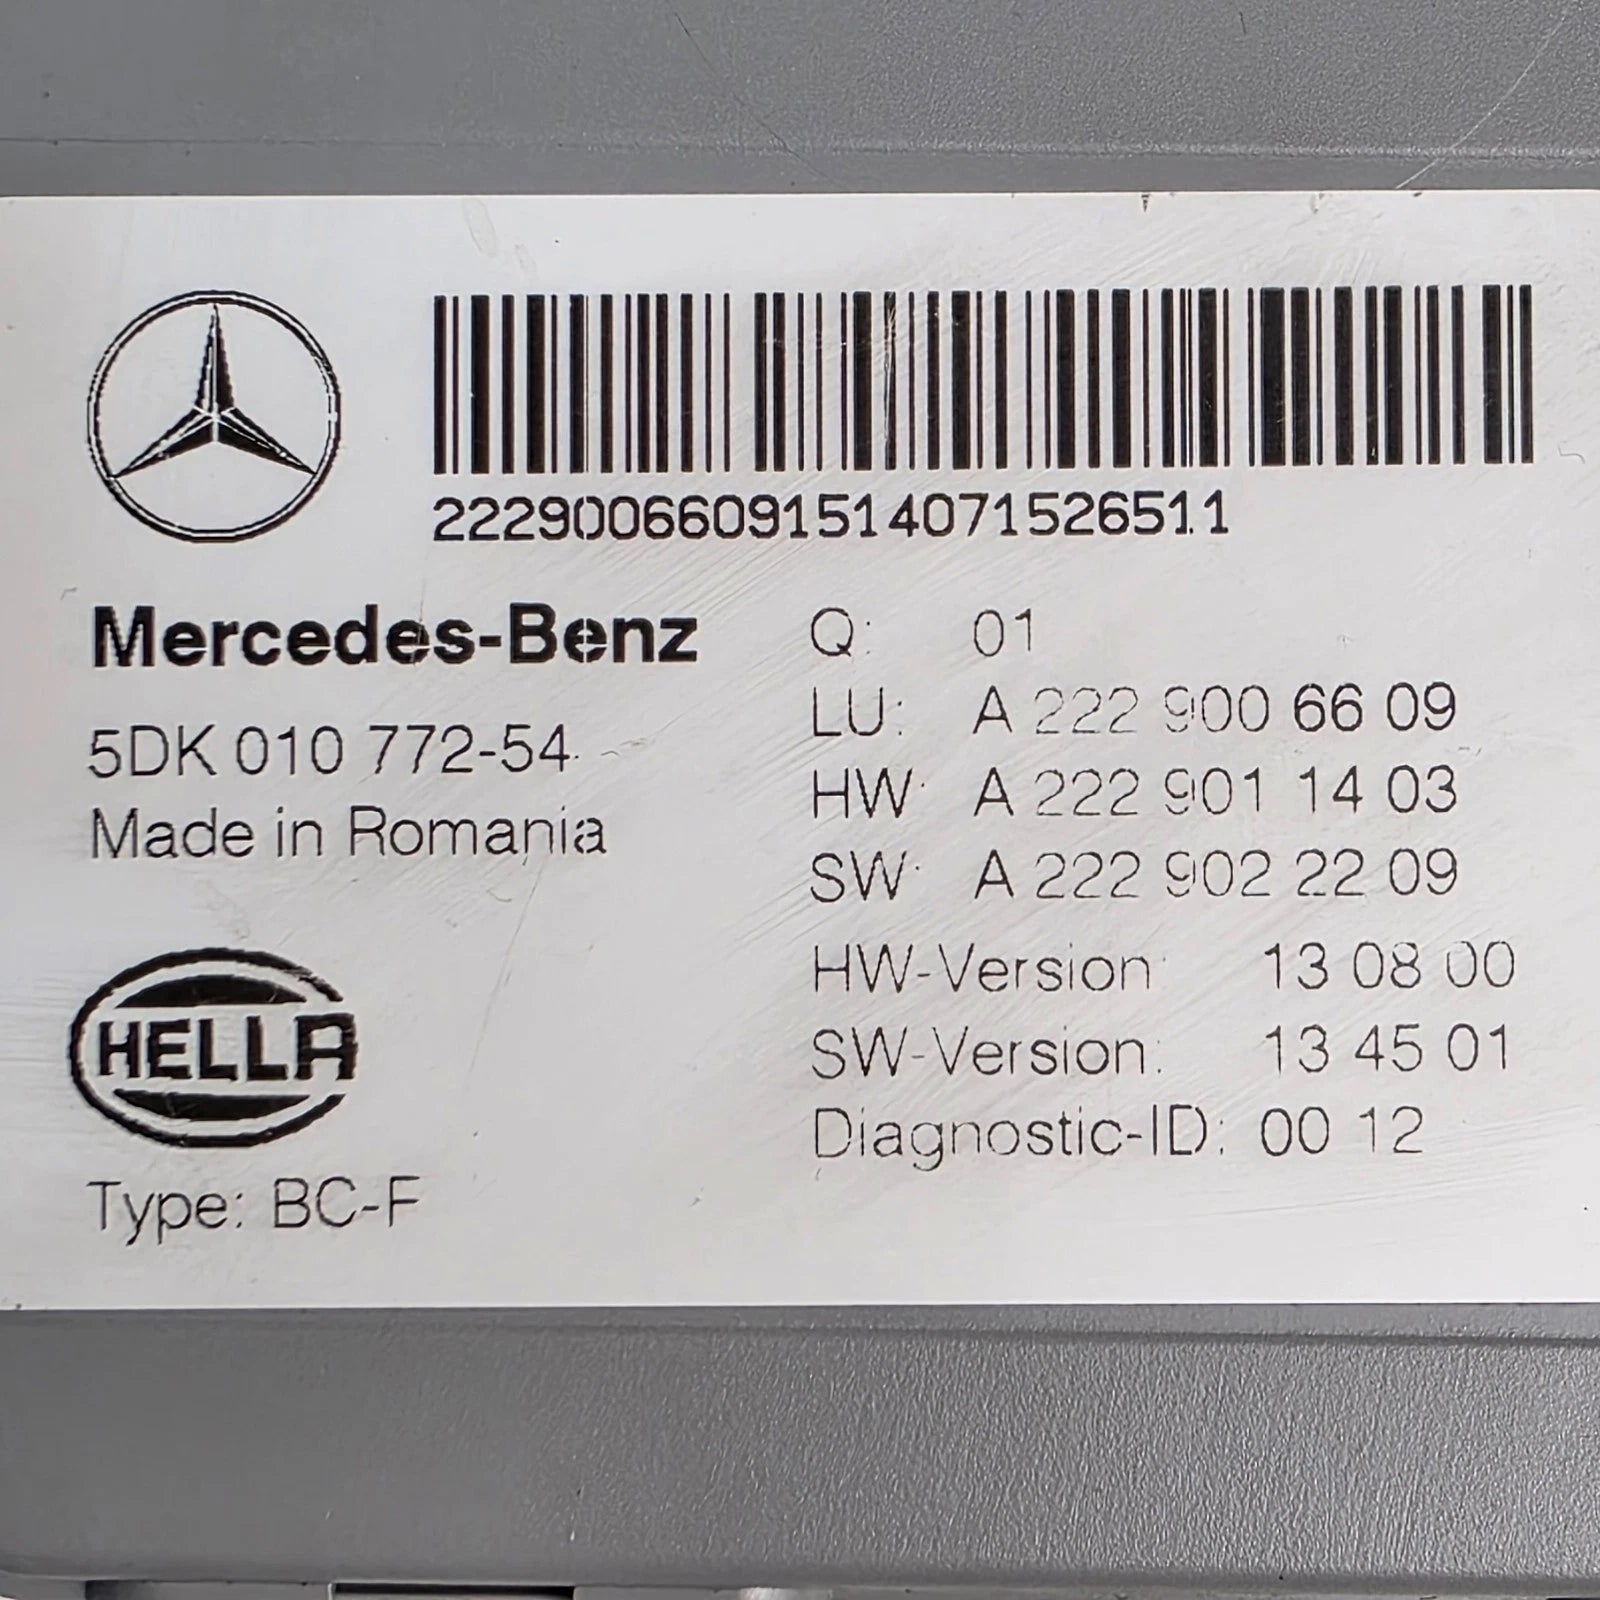 22290066091514071526511
Mercedes-Benz
5DK 010 772-54
Made in Romania
HELLA
Type: BC-F
Q: 01
LU: A 222 900 66 09
HW: A 222 901 14 03
SW: A 222 902 22 09
HW-Version: 13 08 00
SW-Version: 13 45 01
Diagnostic-ID: 00 12